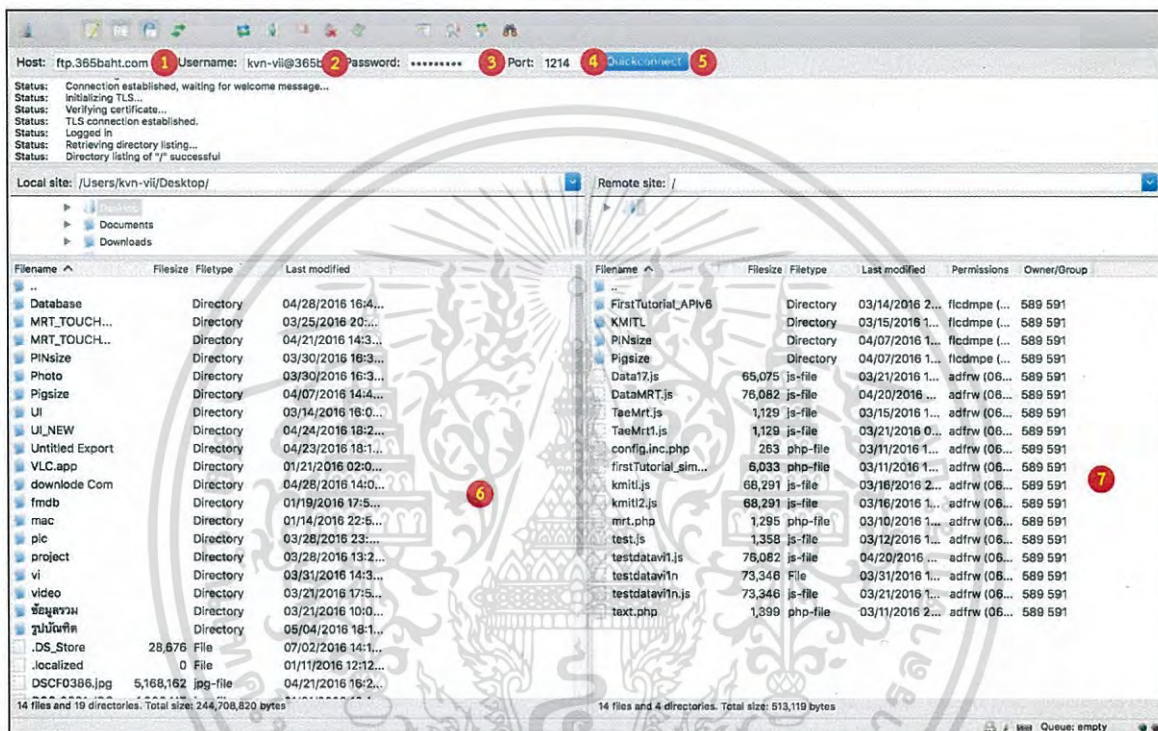 Host: ftp.365baht.com 1 Username: kvn-vii@365b 2 Password: ••••••••• 3 Port: 1214 4 Quickconnect 5
Status: Connection established, waiting for welcome message...
Status: Initializing TLS...
Status: Verifying certificate...
Status: TLS connection established.
Status: Logged in
Status: Retrieving directory listing...
Status: Directory listing of "/" successful
Local site: /Users/kvn-vii/Desktop/
Desktop
Documents
Downloads
Filename Filesize Filetype Last modified
..
Database Directory 04/28/2016 16:4...
MRT_TOUCH... Directory 03/25/2016 20:...
MRT_TOUCH... Directory 04/21/2016 14:3...
PINsize Directory 03/30/2016 16:3...
Photo Directory 03/30/2016 16:3...
Pigsize Directory 04/07/2016 14:4...
UI Directory 03/14/2016 16:0...
UI_NEW Directory 04/24/2016 18:2...
Untitled Export Directory 04/23/2016 18:1...
VLC.app Directory 01/21/2016 02:0...
downlode Com Directory 04/28/2016 14:0...
fmdb Directory 01/19/2016 17:5...
mac Directory 01/14/2016 22:5...
pic Directory 03/28/2016 23:...
project Directory 03/28/2016 13:2...
vi Directory 03/31/2016 14:3...
video Directory 03/21/2016 17:5...
ข้อมูลรวม Directory 03/21/2016 10:0...
รูปบัณฑิต Directory 05/04/2016 18:1...
.DS_Store 28,676 File 07/02/2016 14:1...
.localized 0 File 01/11/2016 12:12...
DSCF0386.jpg 5,168,162 jpg-file 04/21/2016 16:2...
14 files and 19 directories. Total size: 244,708,820 bytes
6
Remote site: /
/
Filename Filesize Filetype Last modified Permissions Owner/Group
..
FirstTutorial_APIv6 Directory 03/14/2016 2... flcdmpe (... 589 591
KMITL Directory 03/15/2016 1... flcdmpe (... 589 591
PINsize Directory 04/07/2016 1... flcdmpe (... 589 591
Pigsize Directory 04/07/2016 1... flcdmpe (... 589 591
Data17.js 65,075 js-file 03/21/2016 1... adfrw (06... 589 591
DataMRT.js 76,082 js-file 04/20/2016 ... adfrw (06... 589 591
TaeMrt.js 1,129 js-file 03/15/2016 1... adfrw (06... 589 591
TaeMrt1.js 1,129 js-file 03/21/2016 0... adfrw (06... 589 591
config.inc.php 263 php-file 03/11/2016 1... adfrw (06... 589 591
firstTutorial_sim... 6,033 php-file 03/11/2016 1... adfrw (06... 589 591
kmitl.js 68,291 js-file 03/16/2016 2... adfrw (06... 589 591
kmitl2.js 68,291 js-file 03/16/2016 1... adfrw (06... 589 591
mrt.php 1,295 php-file 03/10/2016 1... adfrw (06... 589 591
test.js 1,358 js-file 03/12/2016 1... adfrw (06... 589 591
testdatavi1.js 76,082 js-file 04/20/2016 ... adfrw (06... 589 591
testdatavi1n 73,346 File 03/31/2016 1... adfrw (06... 589 591
testdatavi1n.js 73,346 js-file 03/21/2016 1... adfrw (06... 589 591
text.php 1,399 php-file 03/11/2016 2... adfrw (06... 589 591
7
14 files and 4 directories. Total size: 513,119 bytes
Queue: empty